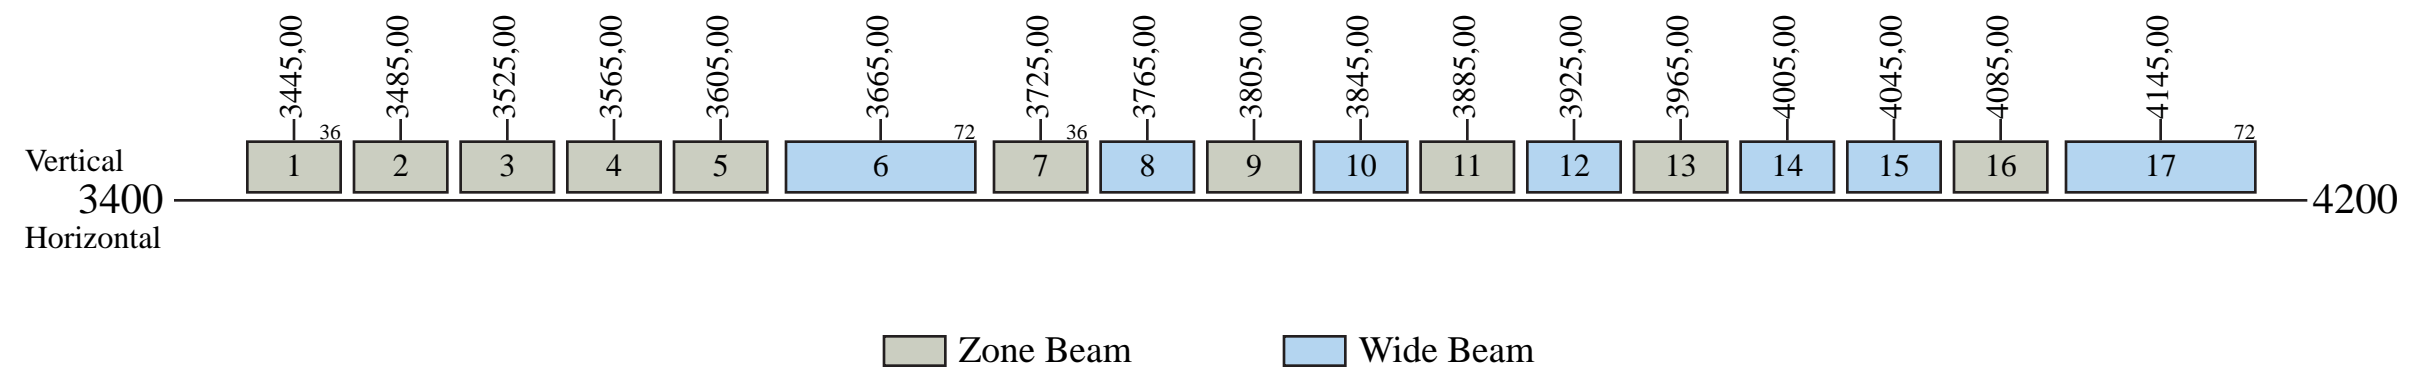 3445,00 3485,00 3525,00 3565,00 3605,00 3665,00 3725,00 3765,00 3805,00 3845,00 3885,00 3925,00 3965,00 4005,00 4045,00 4085,00 4145,00
36 72 36 72
Vertical 1 2 3 4 5 6 7 8 9 10 11 12 13 14 15 16 17
3400 4200
Horizontal
Zone Beam Wide Beam